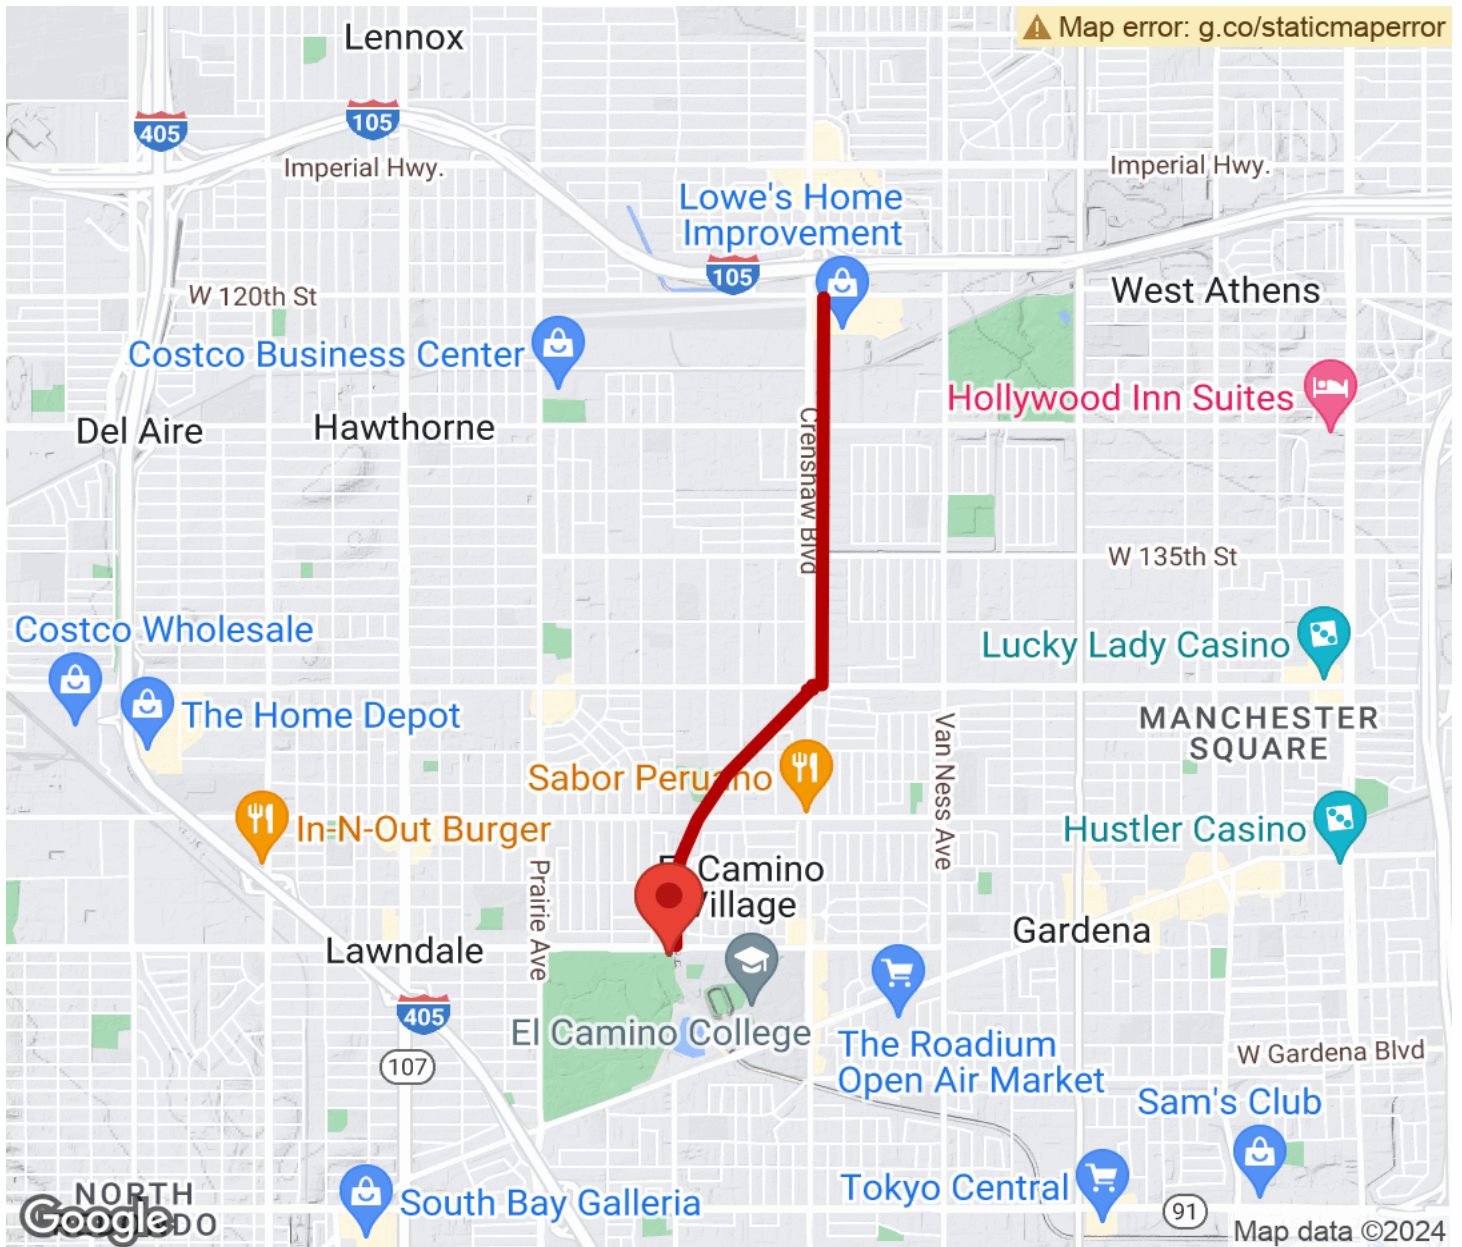 Lennox
Map error: g.co/staticmaperror
405
105
Imperial Hwy.
Imperial Hwy.
Lowe's Home
Improvement
105
W 120th St
West Athens
Costco Business Center
Hollywood Inn Suites
Del Aire
Hawthorne
Crenshaw Blvd
W 135th St
Costco Wholesale
Lucky Lady Casino
The Home Depot
MANCHESTER
SQUARE
Van Ness Ave
Sabor Peruano
In-N-Out Burger
Hustler Casino
Prairie Ave
Camino
Village
Lawndale
Gardena
405
El Camino College
107
The Roadium
Open Air Market
W Gardena Blvd
Sam's Club
NORTH
DO
Google
South Bay Galleria
Tokyo Central
91
Map data ©2024